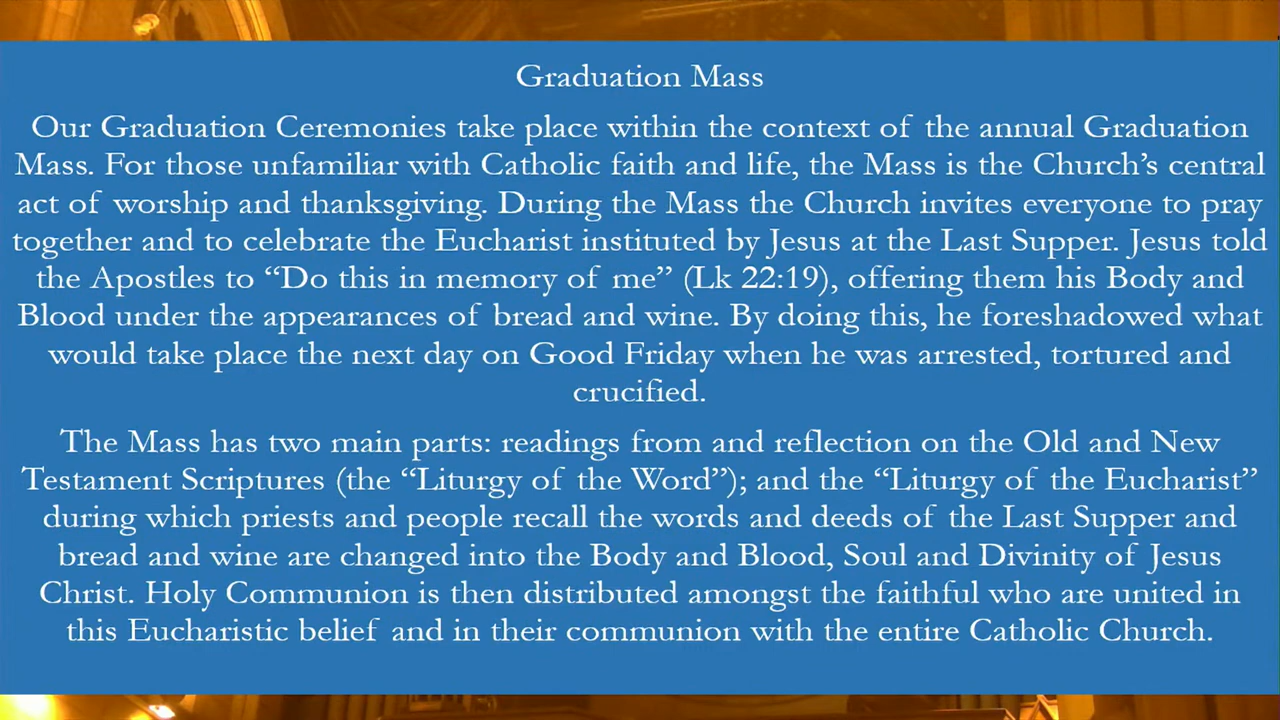 Graduation Mass
Our Graduation Ceremonies take place within the context of the annual Graduation
Mass. For those unfamiliar with Catholic faith and life, the Mass is the Church’s central
act of worship and thanksgiving. During the Mass the Church invites everyone to pray
together and to celebrate the Eucharist instituted by Jesus at the Last Supper. Jesus told
the Apostles to “Do this in memory of me” (Lk 22:19), offering them his Body and
Blood under the appearances of bread and wine. By doing this, he foreshadowed what
would take place the next day on Good Friday when he was arrested, tortured and
crucified.
The Mass has two main parts: readings from and reflection on the Old and New
Testament Scriptures (the “Liturgy of the Word”); and the “Liturgy of the Eucharist”
during which priests and people recall the words and deeds of the Last Supper and
bread and wine are changed into the Body and Blood, Soul and Divinity of Jesus
Christ. Holy Communion is then distributed amongst the faithful who are united in
this Eucharistic belief and in their communion with the entire Catholic Church.